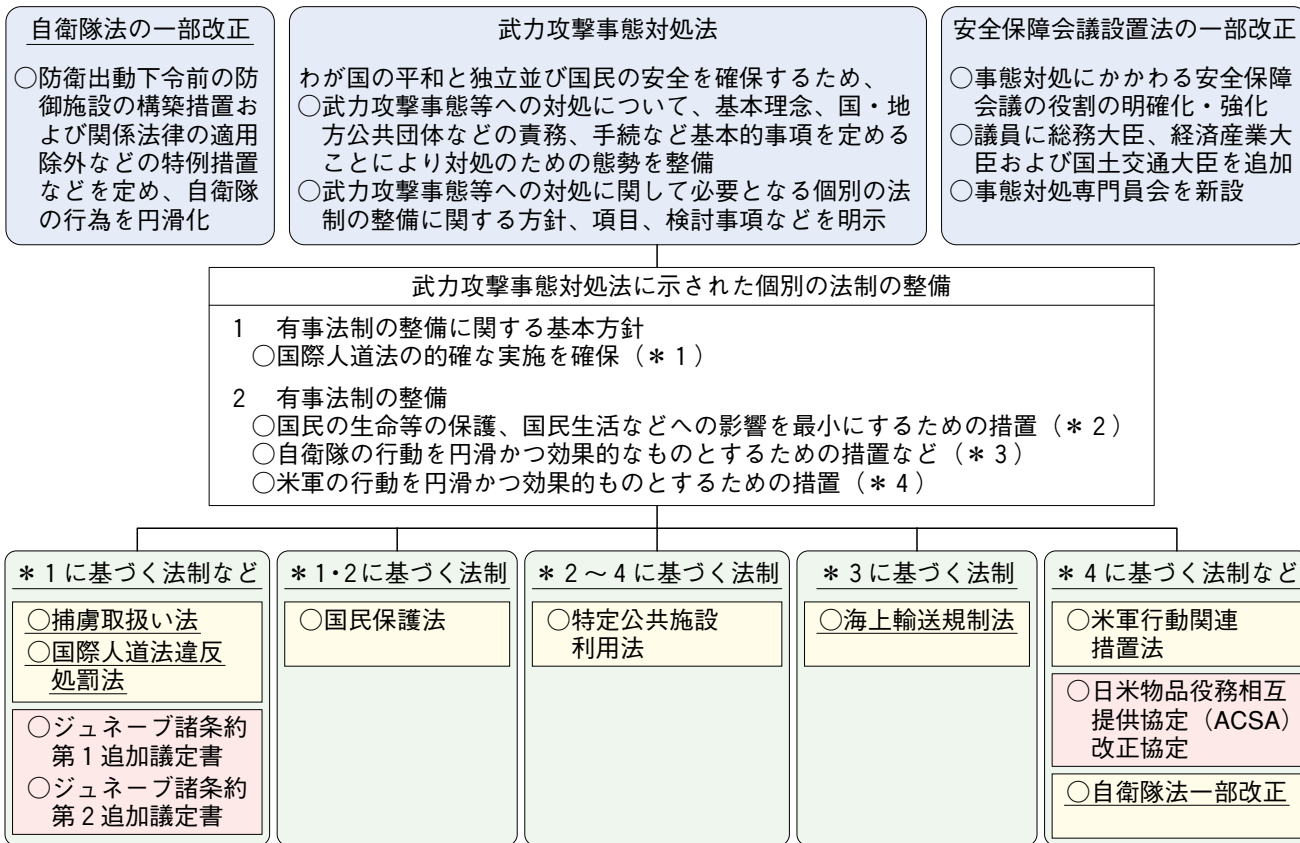 自衛隊法の一部改正
○防衛出動下令前の防
御施設の構築措置お
よび関係法律の適用
除外などの特例措置
などを定め、自衛隊
の行為を円滑化
武力攻撃事態対処法
わが国の平和と独立並び国民の安全を確保するため、
○武力攻撃事態等への対処について、基本理念、国・地
方公共団体などの責務、手続など基本的事項を定める
ことにより対処のための態勢を整備
○武力攻撃事態等への対処に関して必要となる個別の法
制の整備に関する方針、項目、検討事項などを明示
安全保障会議設置法の一部改正
○事態対処にかかわる安全保障
会議の役割の明確化・強化
○議員に総務大臣、経済産業大
臣および国土交通大臣を追加
○事態対処専門員会を新設
武力攻撃事態対処法に示された個別の法制の整備
1 有事法制の整備に関する基本方針
○国際人道法の的確な実施を確保(＊1)
2 有事法制の整備
○国民の生命等の保護、国民生活などへの影響を最小にするための措置(＊2)
○自衛隊の行動を円滑かつ効果的なものとするための措置など(＊3)
○米軍の行動を円滑かつ効果的ものとするための措置(＊4)
＊1に基づく法制など
○捕虜取扱い法
○国際人道法違反
処罰法
○ジュネーブ諸条約
第1追加議定書
○ジュネーブ諸条約
第2追加議定書
＊1・2に基づく法制
○国民保護法
＊2～4に基づく法制
○特定公共施設
利用法
＊3に基づく法制
○海上輸送規制法
＊4に基づく法制など
○米軍行動関連
措置法
○日米物品役務相互
提供協定(ACSA)
改正協定
○自衛隊法一部改正